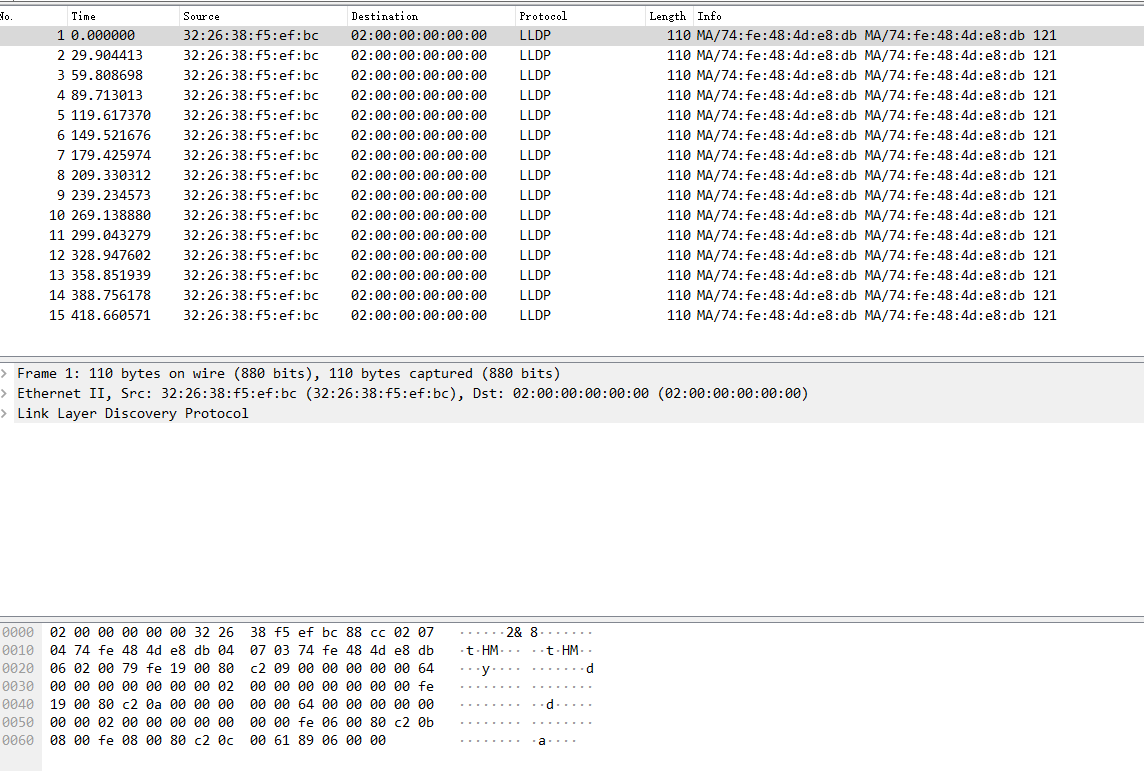 No. Time Source Destination Protocol Length Info
1 0.000000 32:26:38:f5:ef:bc 02:00:00:00:00:00 LLDP 110 MA/74:fe:48:4d:e8:db MA/74:fe:48:4d:e8:db 121
2 29.904413 32:26:38:f5:ef:bc 02:00:00:00:00:00 LLDP 110 MA/74:fe:48:4d:e8:db MA/74:fe:48:4d:e8:db 121
3 59.808698 32:26:38:f5:ef:bc 02:00:00:00:00:00 LLDP 110 MA/74:fe:48:4d:e8:db MA/74:fe:48:4d:e8:db 121
4 89.713013 32:26:38:f5:ef:bc 02:00:00:00:00:00 LLDP 110 MA/74:fe:48:4d:e8:db MA/74:fe:48:4d:e8:db 121
5 119.617370 32:26:38:f5:ef:bc 02:00:00:00:00:00 LLDP 110 MA/74:fe:48:4d:e8:db MA/74:fe:48:4d:e8:db 121
6 149.521676 32:26:38:f5:ef:bc 02:00:00:00:00:00 LLDP 110 MA/74:fe:48:4d:e8:db MA/74:fe:48:4d:e8:db 121
7 179.425974 32:26:38:f5:ef:bc 02:00:00:00:00:00 LLDP 110 MA/74:fe:48:4d:e8:db MA/74:fe:48:4d:e8:db 121
8 209.330312 32:26:38:f5:ef:bc 02:00:00:00:00:00 LLDP 110 MA/74:fe:48:4d:e8:db MA/74:fe:48:4d:e8:db 121
9 239.234573 32:26:38:f5:ef:bc 02:00:00:00:00:00 LLDP 110 MA/74:fe:48:4d:e8:db MA/74:fe:48:4d:e8:db 121
10 269.138880 32:26:38:f5:ef:bc 02:00:00:00:00:00 LLDP 110 MA/74:fe:48:4d:e8:db MA/74:fe:48:4d:e8:db 121
11 299.043279 32:26:38:f5:ef:bc 02:00:00:00:00:00 LLDP 110 MA/74:fe:48:4d:e8:db MA/74:fe:48:4d:e8:db 121
12 328.947602 32:26:38:f5:ef:bc 02:00:00:00:00:00 LLDP 110 MA/74:fe:48:4d:e8:db MA/74:fe:48:4d:e8:db 121
13 358.851939 32:26:38:f5:ef:bc 02:00:00:00:00:00 LLDP 110 MA/74:fe:48:4d:e8:db MA/74:fe:48:4d:e8:db 121
14 388.756178 32:26:38:f5:ef:bc 02:00:00:00:00:00 LLDP 110 MA/74:fe:48:4d:e8:db MA/74:fe:48:4d:e8:db 121
15 418.660571 32:26:38:f5:ef:bc 02:00:00:00:00:00 LLDP 110 MA/74:fe:48:4d:e8:db MA/74:fe:48:4d:e8:db 121
Frame 1: 110 bytes on wire (880 bits), 110 bytes captured (880 bits)
Ethernet II, Src: 32:26:38:f5:ef:bc (32:26:38:f5:ef:bc), Dst: 02:00:00:00:00:00 (02:00:00:00:00:00)
Link Layer Discovery Protocol
0000 02 00 00 00 00 00 32 26 38 f5 ef bc 88 cc 02 07 ······2& 8·······
0010 04 74 fe 48 4d e8 db 04 07 03 74 fe 48 4d e8 db ·t·HM··· ··t·HM··
0020 06 02 00 79 fe 19 00 80 c2 09 00 00 00 00 00 64 ···y···· ·······d
0030 00 00 00 00 00 00 00 02 00 00 00 00 00 00 00 fe ········ ········
0040 19 00 80 c2 0a 00 00 00 00 00 64 00 00 00 00 00 ········ ··d·····
0050 00 00 02 00 00 00 00 00 00 00 fe 06 00 80 c2 0b ········ ········
0060 08 00 fe 08 00 80 c2 0c 00 61 89 06 00 00 ········ ·a····